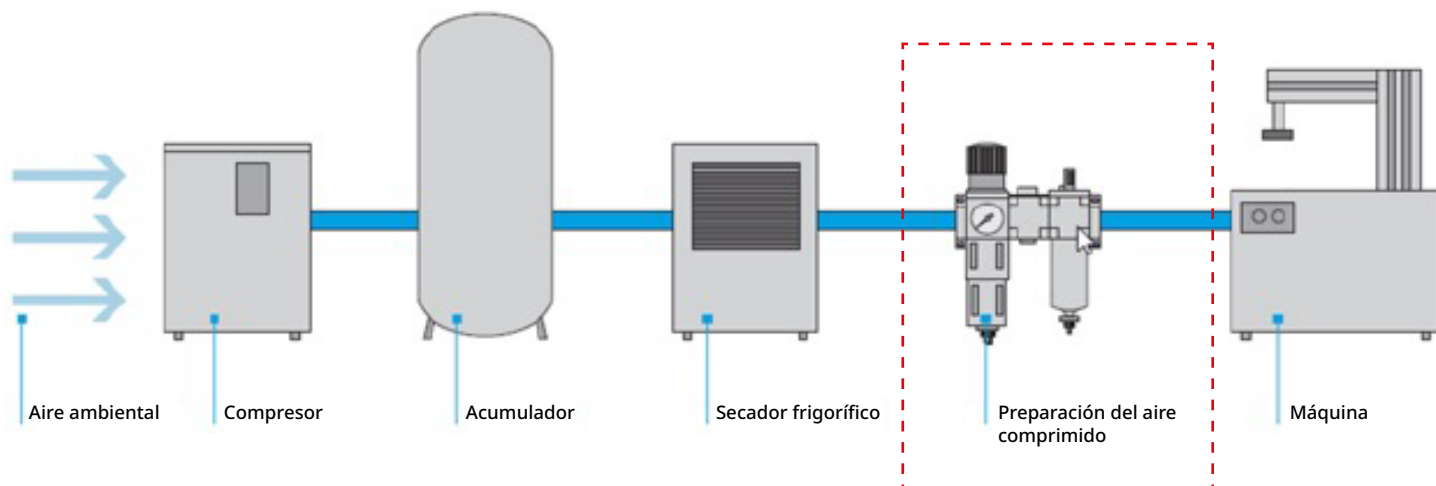 Aire ambiental
Compresor
Acumulador
Secador frigorífico
Preparación del aire
comprimido
Máquina